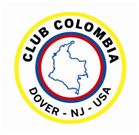 CLUB COLOMBIA
DOVER - NJ - USA